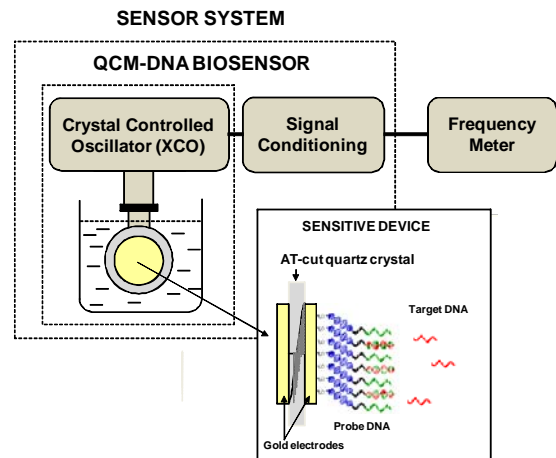 SENSOR SYSTEM
QCM-DNA BIOSENSOR
Crystal Controlled
Oscillator (XCO)
Signal
Conditioning
Frequency
Meter
SENSITIVE DEVICE
AT-cut quartz crystal
Target DNA
Probe DNA
Gold electrodes